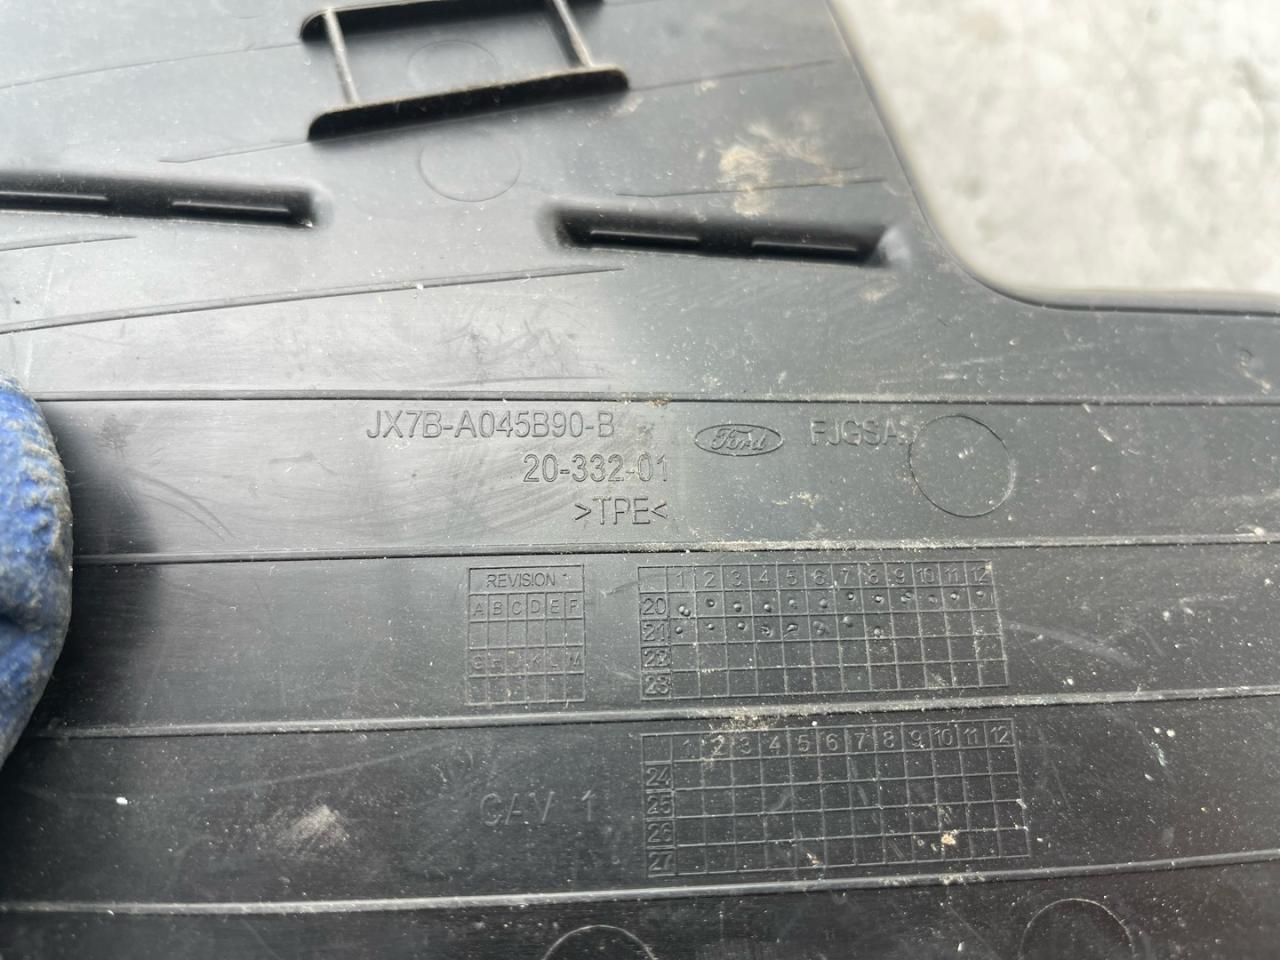 JX7B-A045B90-B
Ford
FJGSA
20-332-01
>TPE<
REVISION
A B C D E F
G H J K L M
1 2 3 4 5 6 7 8 9 10 11 12
20
21
22
23
1 2 3 4 5 6 7 8 9 10 11 12
24
25
26
27
CAV 1